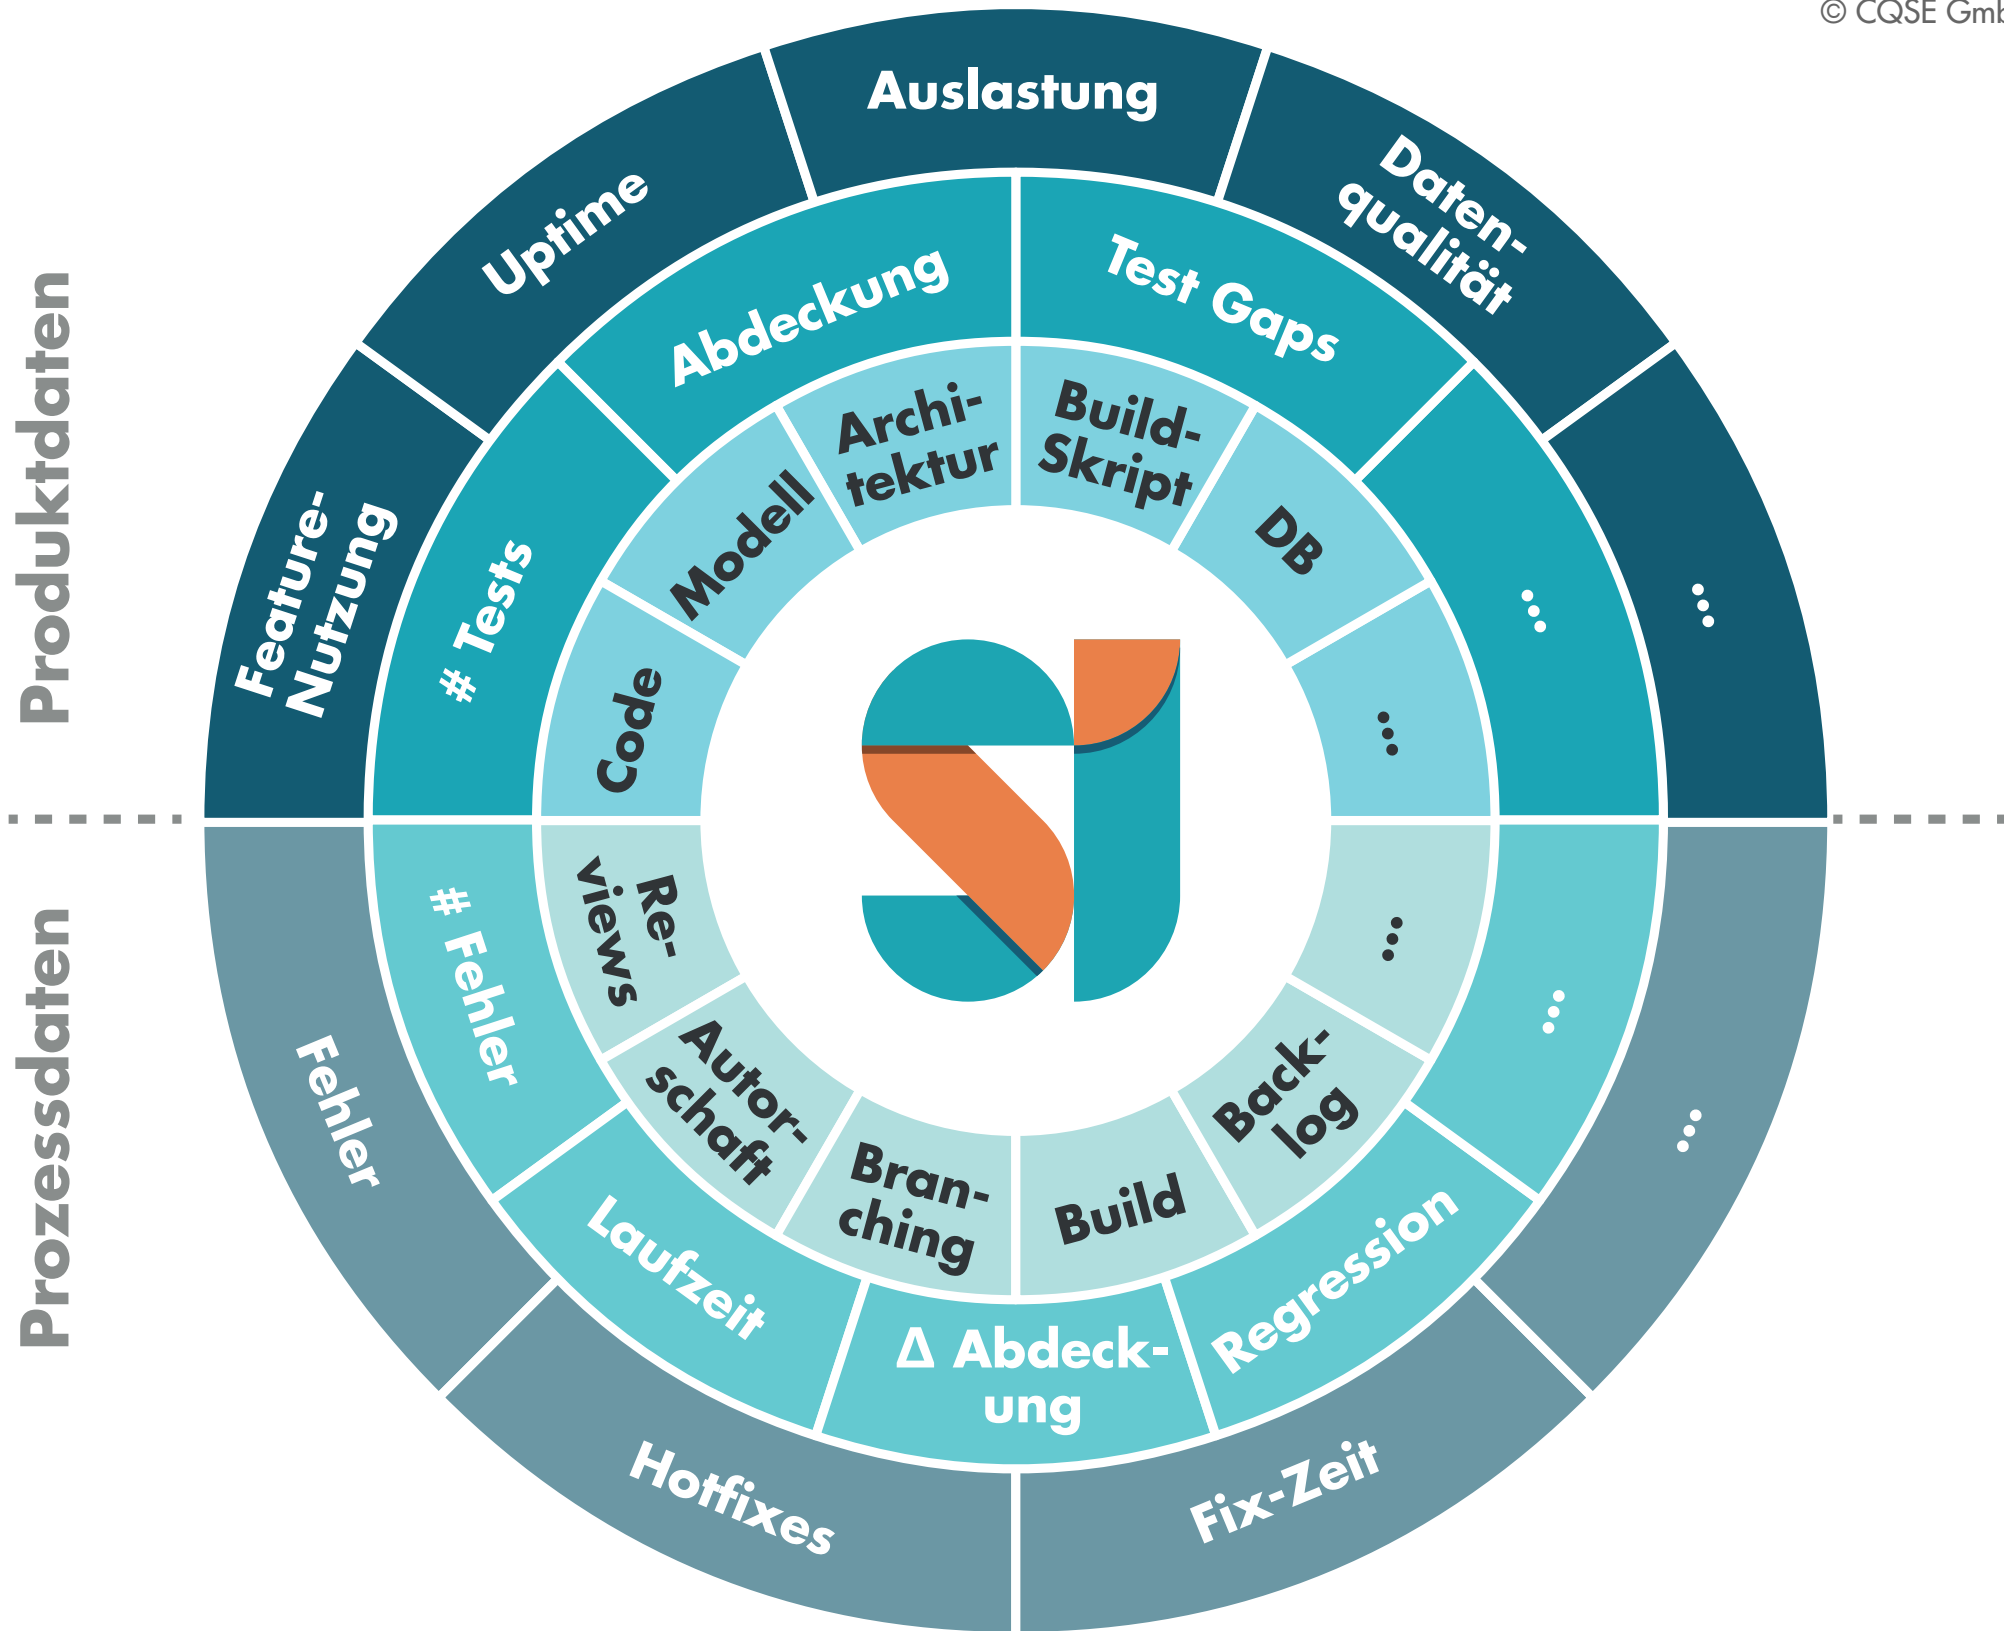 © CQSE Gmb
Produktdaten
Prozessdaten
Feature-
Nutzung
Uptime
Auslastung
Daten-
qualität
...
# Tests
Abdeckung
Test Gaps
...
Code
Modell
Archi-
tektur
Build-
Skript
DB
...
Re-
views
Autor-
schaft
Bran-
ching
Build
Back-
log
...
# Fehler
Laufzeit
Δ Abdeck-
ung
Regression
...
Fehler
Hotfixes
Fix-Zeit
...